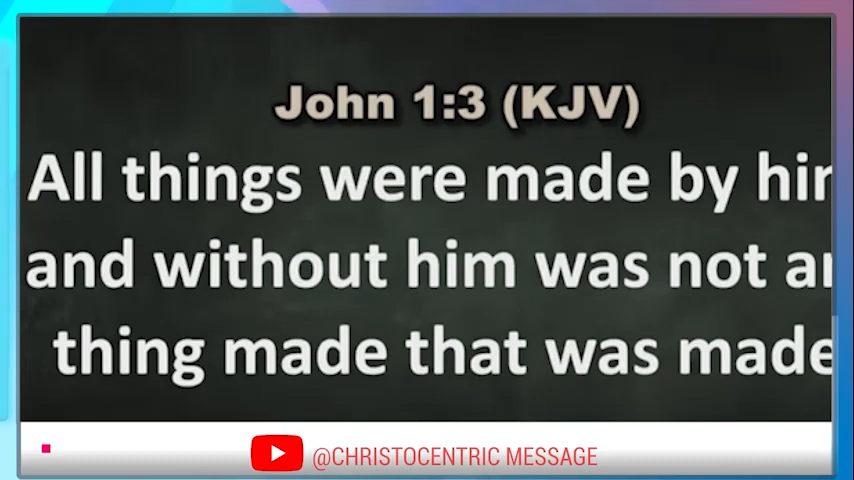 John 1:3 (KJV)
All things were made by
and without him was not
thing made that was made
@CHRISTOCENTRIC MESSAGE